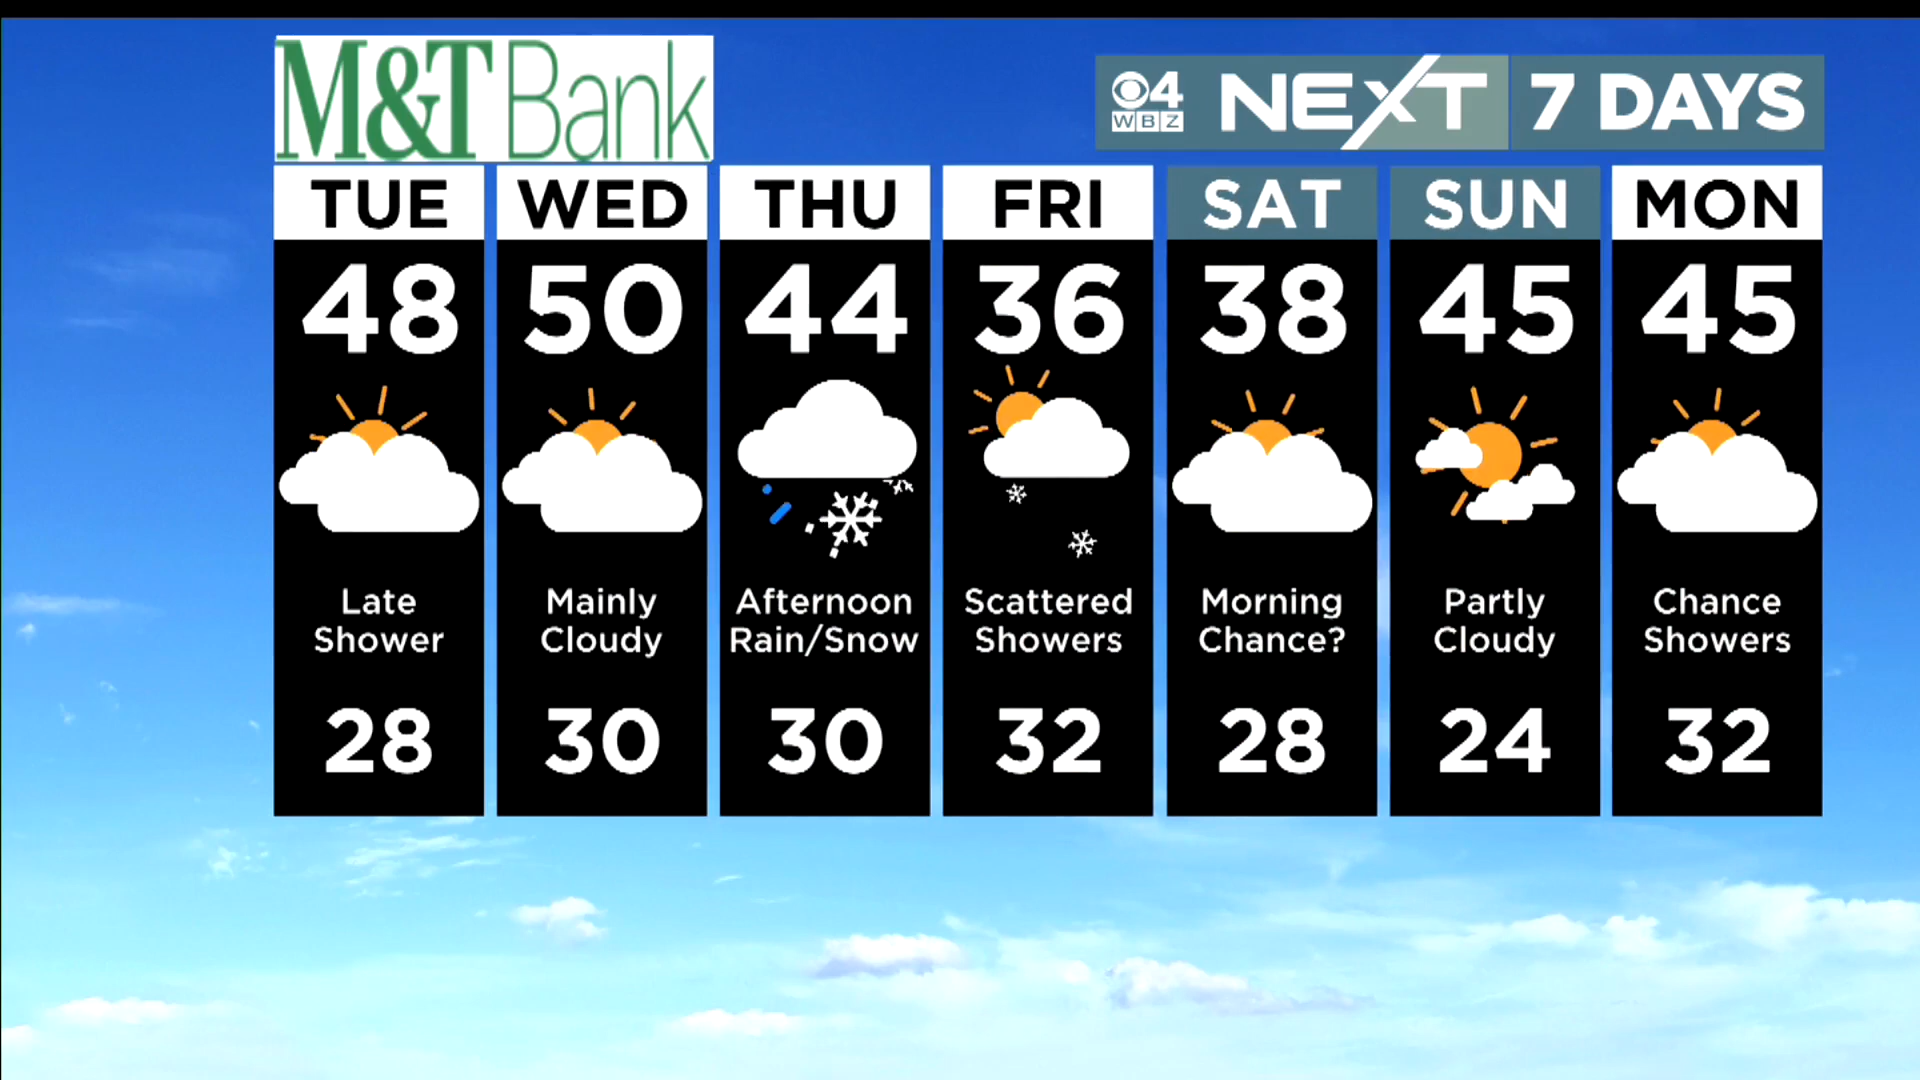 M&T Bank
4
WBZ
NEXT 7 DAYS
TUE
48
Late
Shower
28
WED
50
Mainly
Cloudy
30
THU
44
Afternoon
Rain/Snow
30
FRI
36
Scattered
Showers
32
SAT
38
Morning
Chance?
28
SUN
45
Partly
Cloudy
24
MON
45
Chance
Showers
32